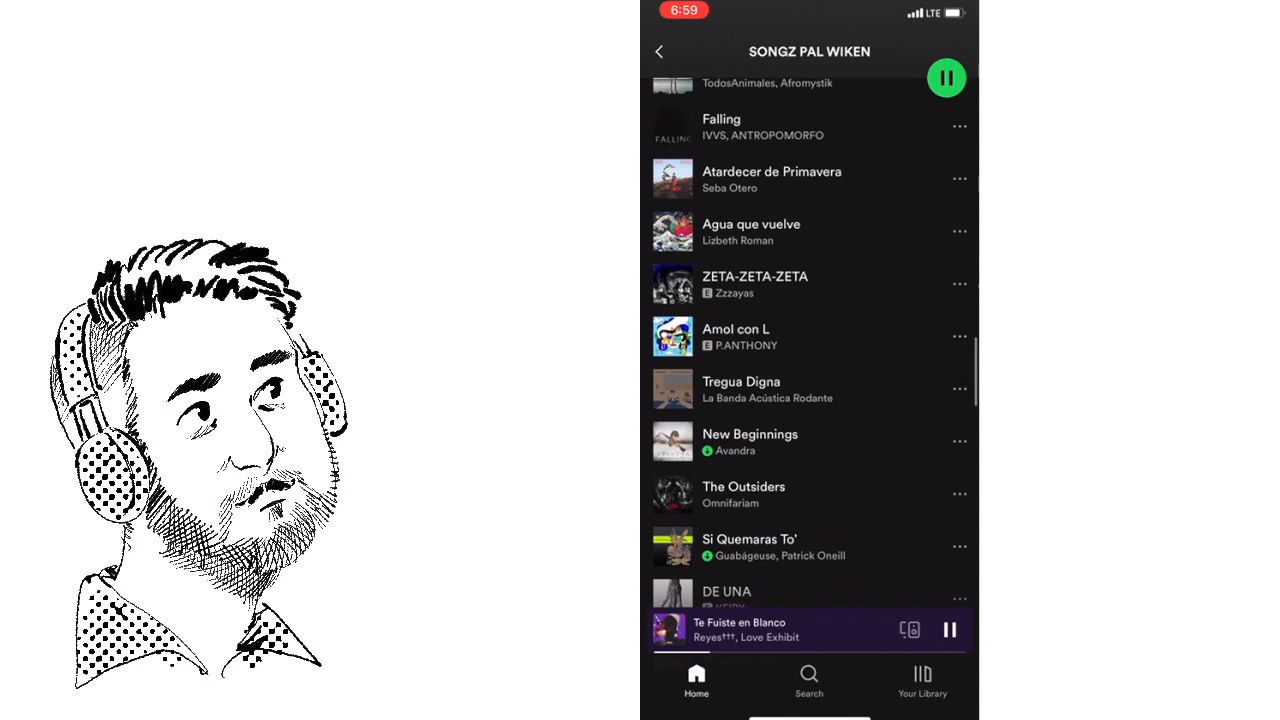 6:59
LTE
SONGZ PAL WIKEN
TodosAnimales, Afromystik
Falling
IVVS, ANTROPOMORFO
FALLING
Atardecer de Primavera
Seba Otero
Agua que vuelve
Lizbeth Roman
ZETA-ZETA-ZETA
E Zzzayas
Amol con L
E P.ANTHONY
Tregua Digna
La Banda Acústica Rodante
New Beginnings
Avandra
The Outsiders
Omnifariam
Si Quemaras To'
Guabágeuse, Patrick Oneill
DE UNA
Te Fuiste en Blanco
Reyes†††, Love Exhibit
Home
Search
Your Library